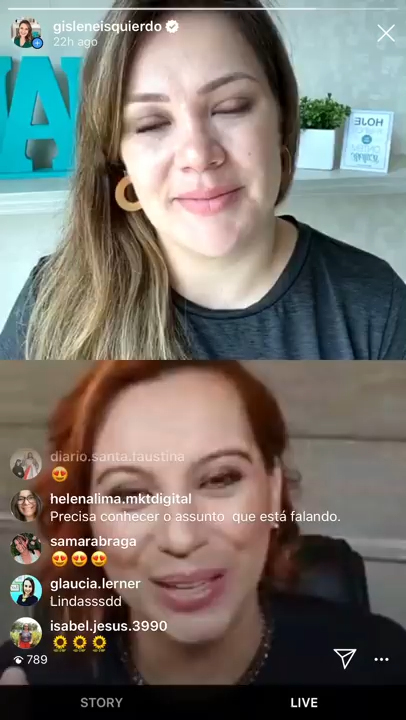 gisleneisquierdo
22h ago
HOJE
diario.santa.faustina
😍
helenalima.mktdigital
Precisa conhecer o assunto que está falando.
samarabraga
😍😍😍
glaucia.lerner
Lindasssdd
isabel.jesus.3990
🌻🌻🌻
789
STORY LIVE